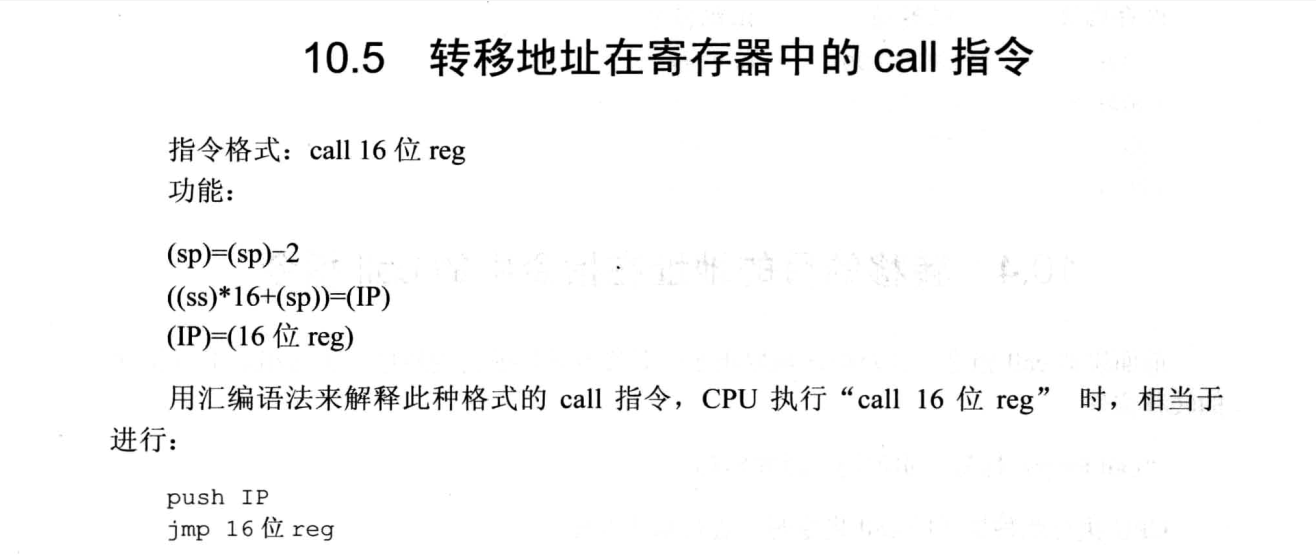 10.5 转移地址在寄存器中的 call 指令
指令格式：call 16 位 reg
功能：
(sp)=(sp)-2
((ss)*16+(sp))=(IP)
(IP)=(16 位 reg)
用汇编语法来解释此种格式的 call 指令，CPU 执行“call 16 位 reg” 时，相当于
进行：
push IP
jmp 16 位 reg